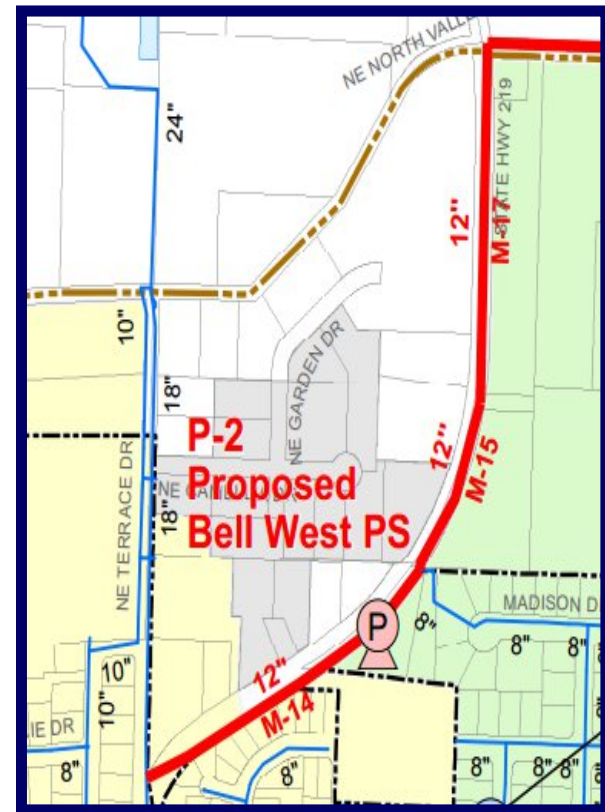 NE NORTH VALLE
STATE HWY 219
24"
12"
M-17
10"
18"
NE GARDEN DR
12"
M-15
P-2
Proposed
Bell West PS
NE TERRACE DR
18"
P
8"
MADISON D
8"
8"
8"
10"
12"
10"
M-14
IE DR
8"
8"
8"
8"
8"